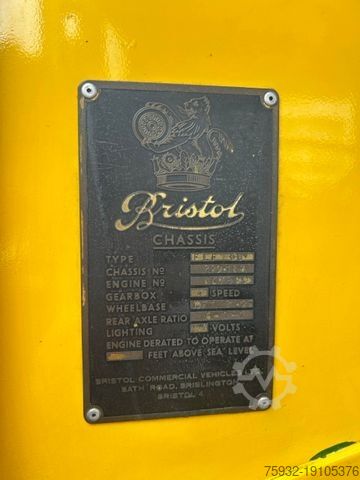 Bristol
CHASSIS
TYPE
CHASSIS Nº
ENGINE Nº
GEARBOX SPEED
WHEELBASE
REAR AXLE RATIO
LIGHTING VOLTS
ENGINE DERATED TO OPERATE AT
FEET ABOVE SEA LEVEL
BRISTOL COMMERCIAL VEHICLES
BATH ROAD, BRISLINGTON
BRISTOL 4
75932-19105376